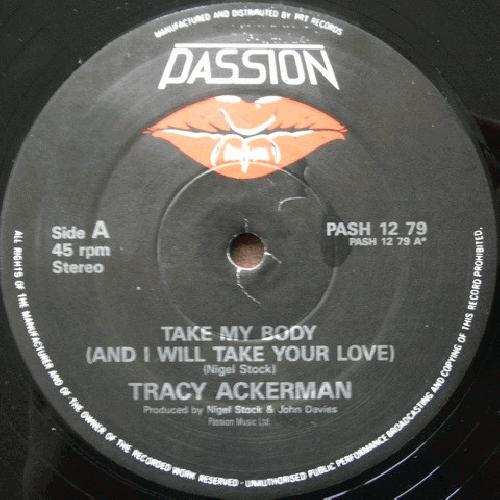 MANUFACTURED AND DISTRIBUTED BY PRT RECORDS
PASSION
Side A
45 rpm
Stereo
PASH 12 79
PASH 12 79 A*
TAKE MY BODY
(AND I WILL TAKE YOUR LOVE)
(Nigel Stock)
TRACY ACKERMAN
Produced by Nigel Stock & John Davies
Passion Music Ltd.
ALL RIGHTS OF THE MANUFACTURER AND OF THE OWNER OF THE RECORDED WORK RESERVED - UNAUTHORISED PUBLIC PERFORMANCE BROADCASTING AND COPYING OF THIS RECORD PROHIBITED.